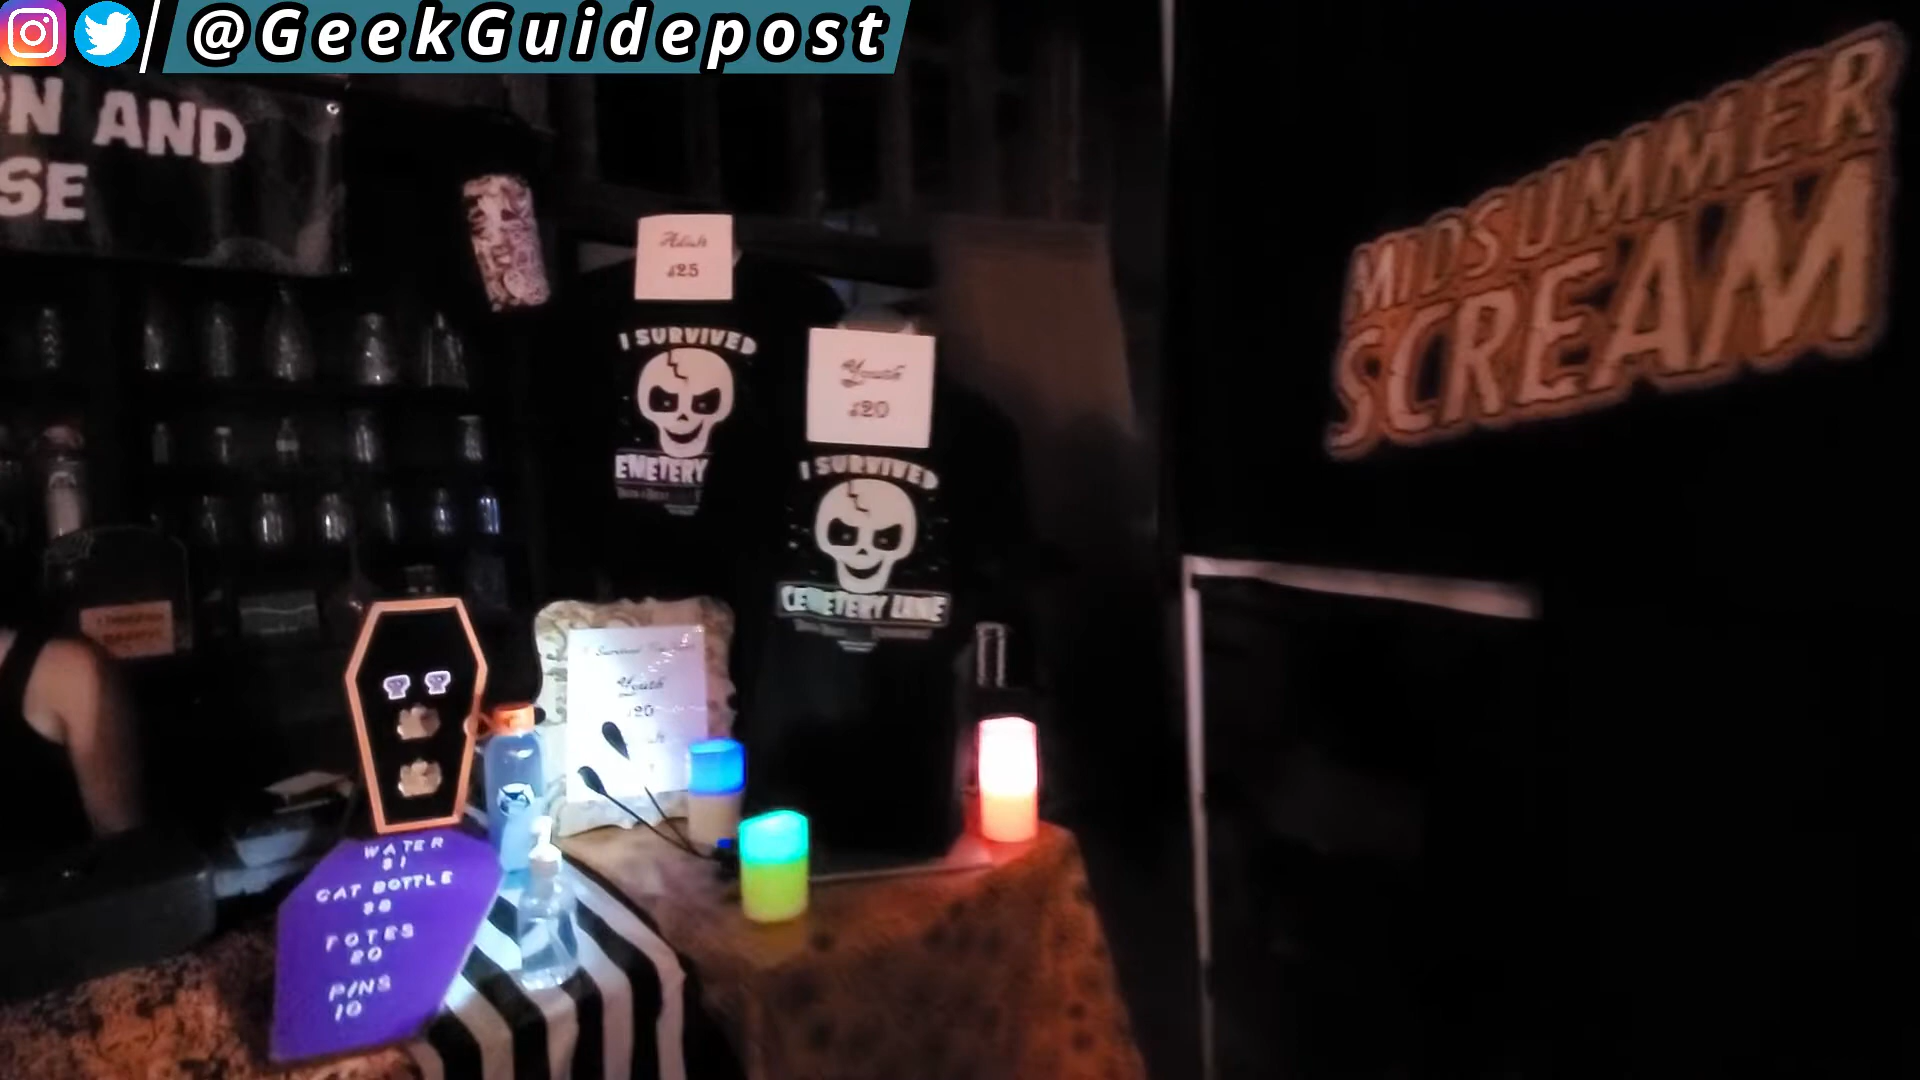 @GeekGuidepost
N AND
SE
Adult
$25
I SURVIVED
EMETERY
Youth
$20
I SURVIVED
CEMETERY LANE
MIDSUMMER
SCREAM
Survived
Youth
$20
WATER
$1
CAT BOTTLE
$8
TOTES
20
PINS
10